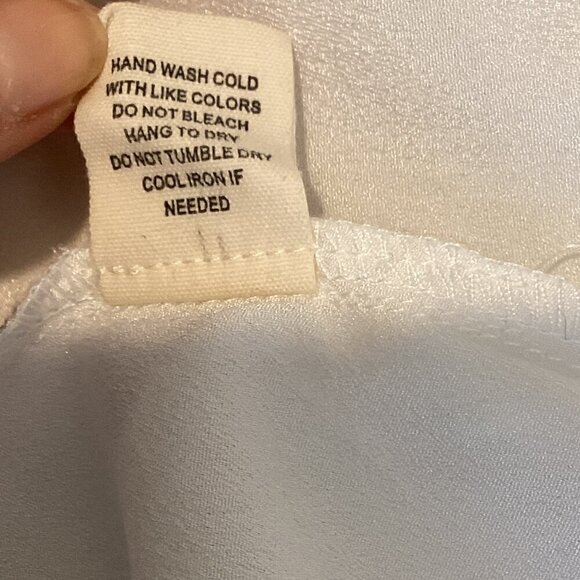 HAND WASH COLD
WITH LIKE COLORS
DO NOT BLEACH
HANG TO DRY
DO NOT TUMBLE DRY
COOL IRON IF
NEEDED